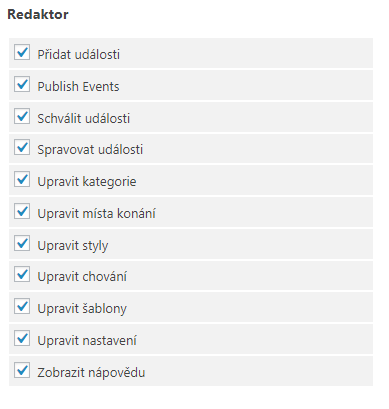 Redaktor
Přidat události
Publish Events
Schválit události
Spravovat události
Upravit kategorie
Upravit místa konání
Upravit styly
Upravit chování
Upravit šablony
Upravit nastavení
Zobrazit nápovědu